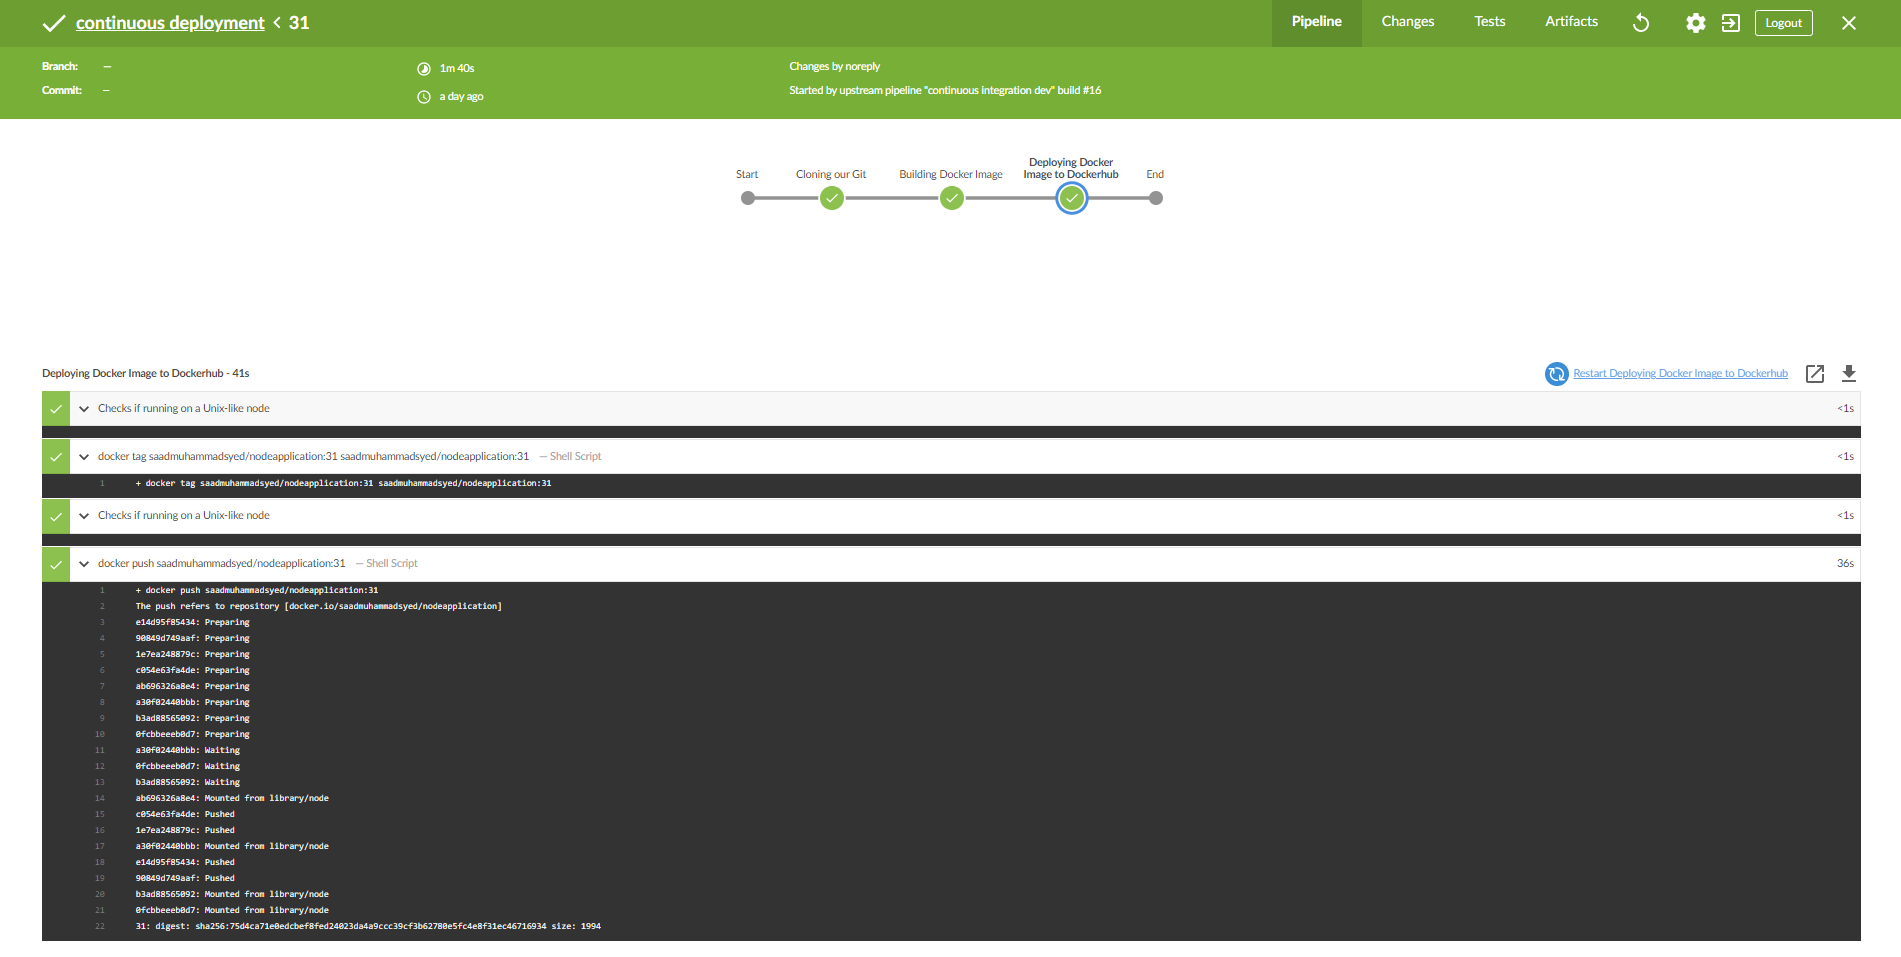 continuous deployment < 31
Pipeline
Changes
Tests
Artifacts
Logout
Branch: —
1m 40s
Changes by noreply
Commit: —
a day ago
Started by upstream pipeline "continuous integration dev" build #16
Start
Cloning our Git
Building Docker Image
Deploying Docker
Image to Dockerhub
End
Deploying Docker Image to Dockerhub - 41s
Restart Deploying Docker Image to Dockerhub
Checks if running on a Unix-like node
<1s
docker tag saadmuhammadsyed/nodeapplication:31 saadmuhammadsyed/nodeapplication:31 — Shell Script
<1s
1 + docker tag saadmuhammadsyed/nodeapplication:31 saadmuhammadsyed/nodeapplication:31
Checks if running on a Unix-like node
<1s
docker push saadmuhammadsyed/nodeapplication:31 — Shell Script
36s
1 + docker push saadmuhammadsyed/nodeapplication:31
2 The push refers to repository [docker.io/saadmuhammadsyed/nodeapplication]
3 e14d95f85434: Preparing
4 90849d749aaf: Preparing
5 1e7ea248879c: Preparing
6 c054e63fa4de: Preparing
7 ab696326a8e4: Preparing
8 a30f02440bbb: Preparing
9 b3ad88565092: Preparing
10 0fcbbeeeb0d7: Preparing
11 a30f02440bbb: Waiting
12 0fcbbeeeb0d7: Waiting
13 b3ad88565092: Waiting
14 ab696326a8e4: Mounted from library/node
15 c054e63fa4de: Pushed
16 1e7ea248879c: Pushed
17 a30f02440bbb: Mounted from library/node
18 e14d95f85434: Pushed
19 90849d749aaf: Pushed
20 b3ad88565092: Mounted from library/node
21 0fcbbeeeb0d7: Mounted from library/node
22 31: digest: sha256:75d4ca71e0edcbef8fed24023da4a9ccc39cf3b62780e5fc4e8f31ec46716934 size: 1994